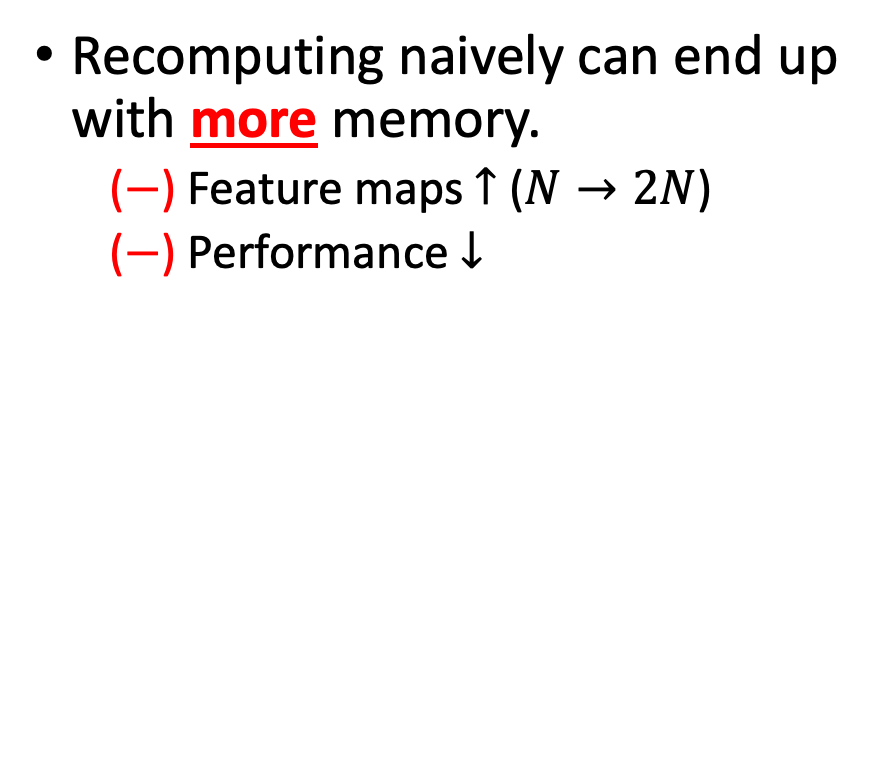 • Recomputing naively can end up
with more memory.
(−) Feature maps ↑ (N → 2N)
(−) Performance ↓